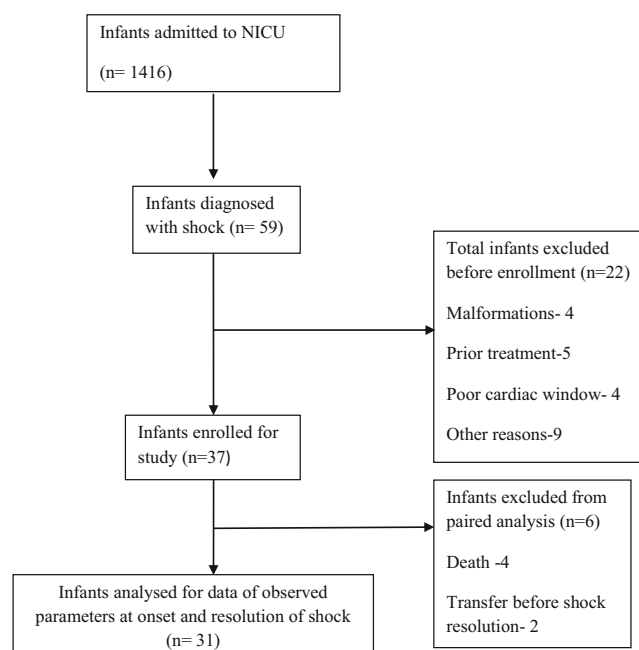 Infants admitted to NICU
(n= 1416)
Infants diagnosed
with shock (n= 59)
Total infants excluded
before enrollment (n=22)
Malformations- 4
Prior treatment-5
Poor cardiac window- 4
Other reasons-9
Infants enrolled for
study (n=37)
Infants excluded from
paired analysis (n=6)
Death -4
Transfer before shock
resolution- 2
Infants analysed for data of observed
parameters at onset and resolution of shock
(n= 31)